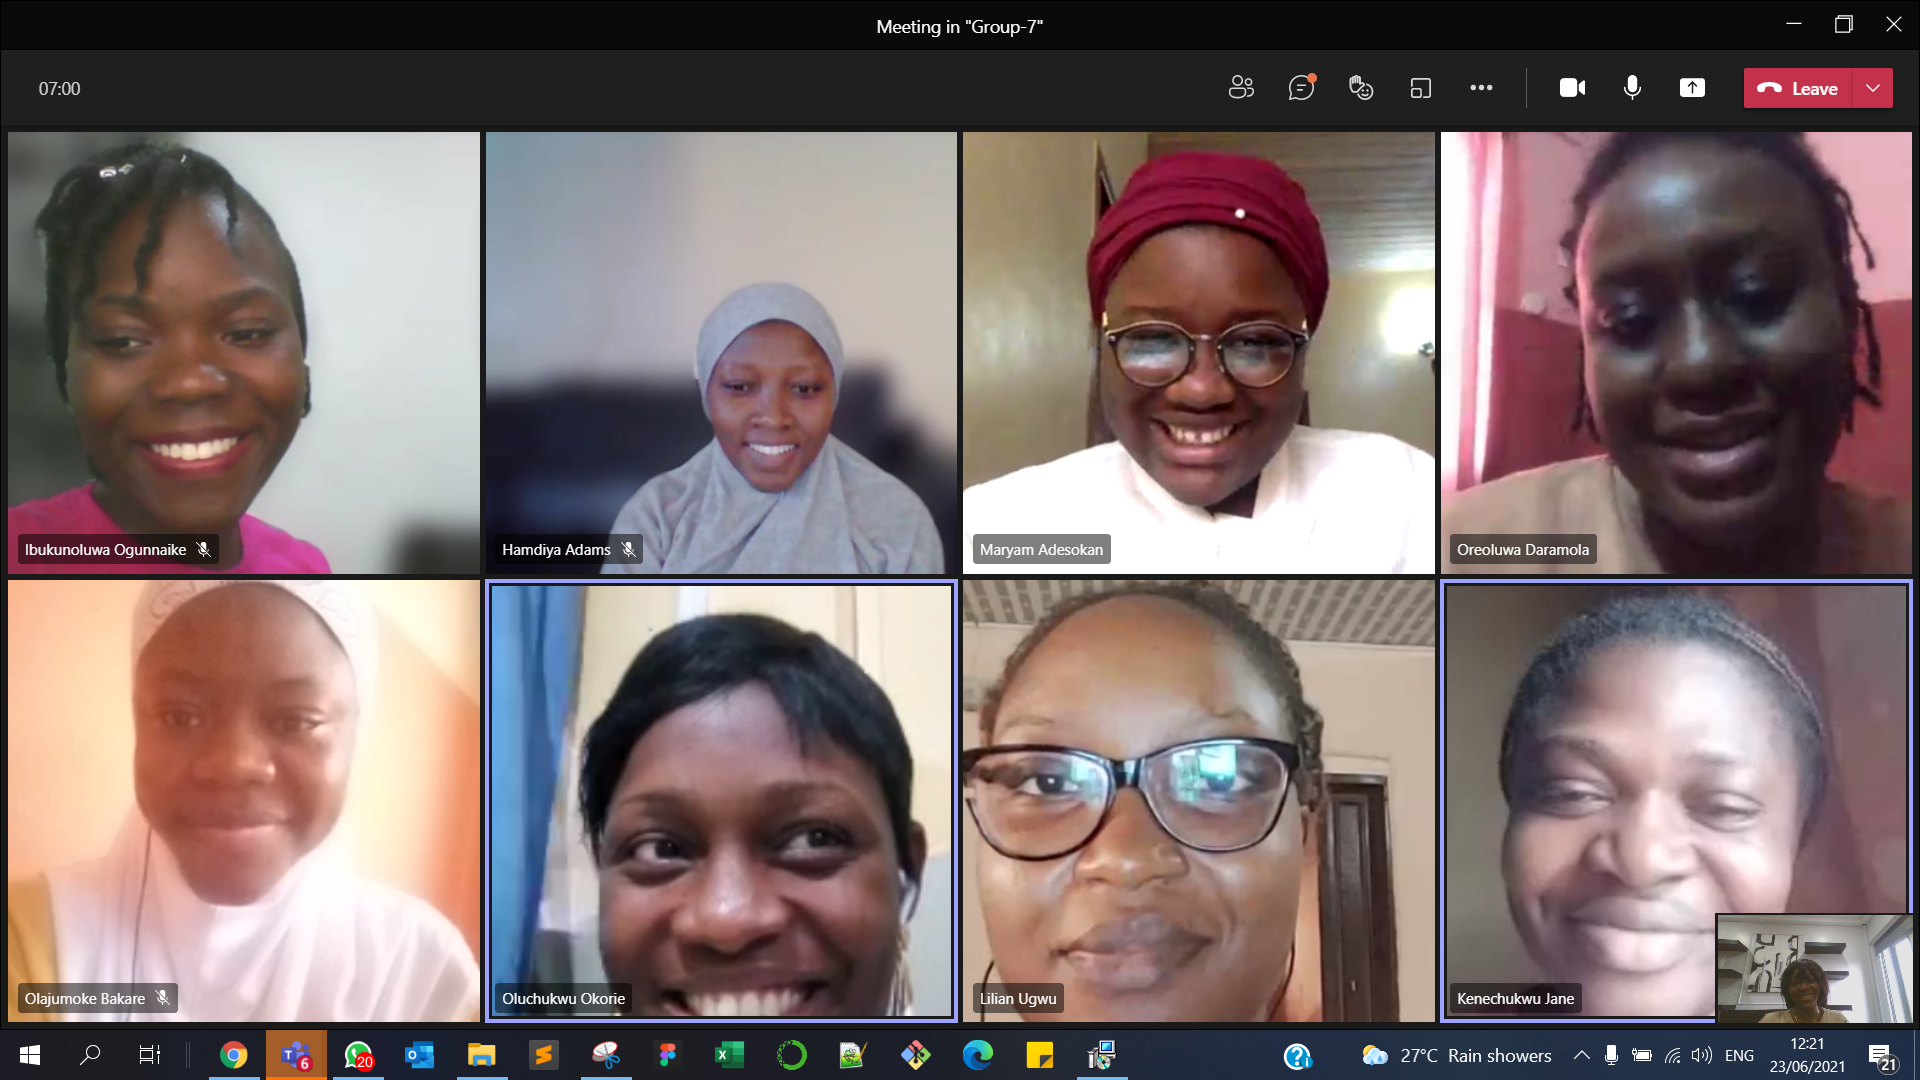 Meeting in "Group-7"
07:00
Leave
Ibukunoluwa Ogunnaike
Hamdiya Adams
Maryam Adesokan
Oreoluwa Daramola
Olajumoke Bakare
Oluchukwu Okorie
Lilian Ugwu
Kenechukwu Jane
6
20
27°C Rain showers
ENG
12:21
23/06/2021
21